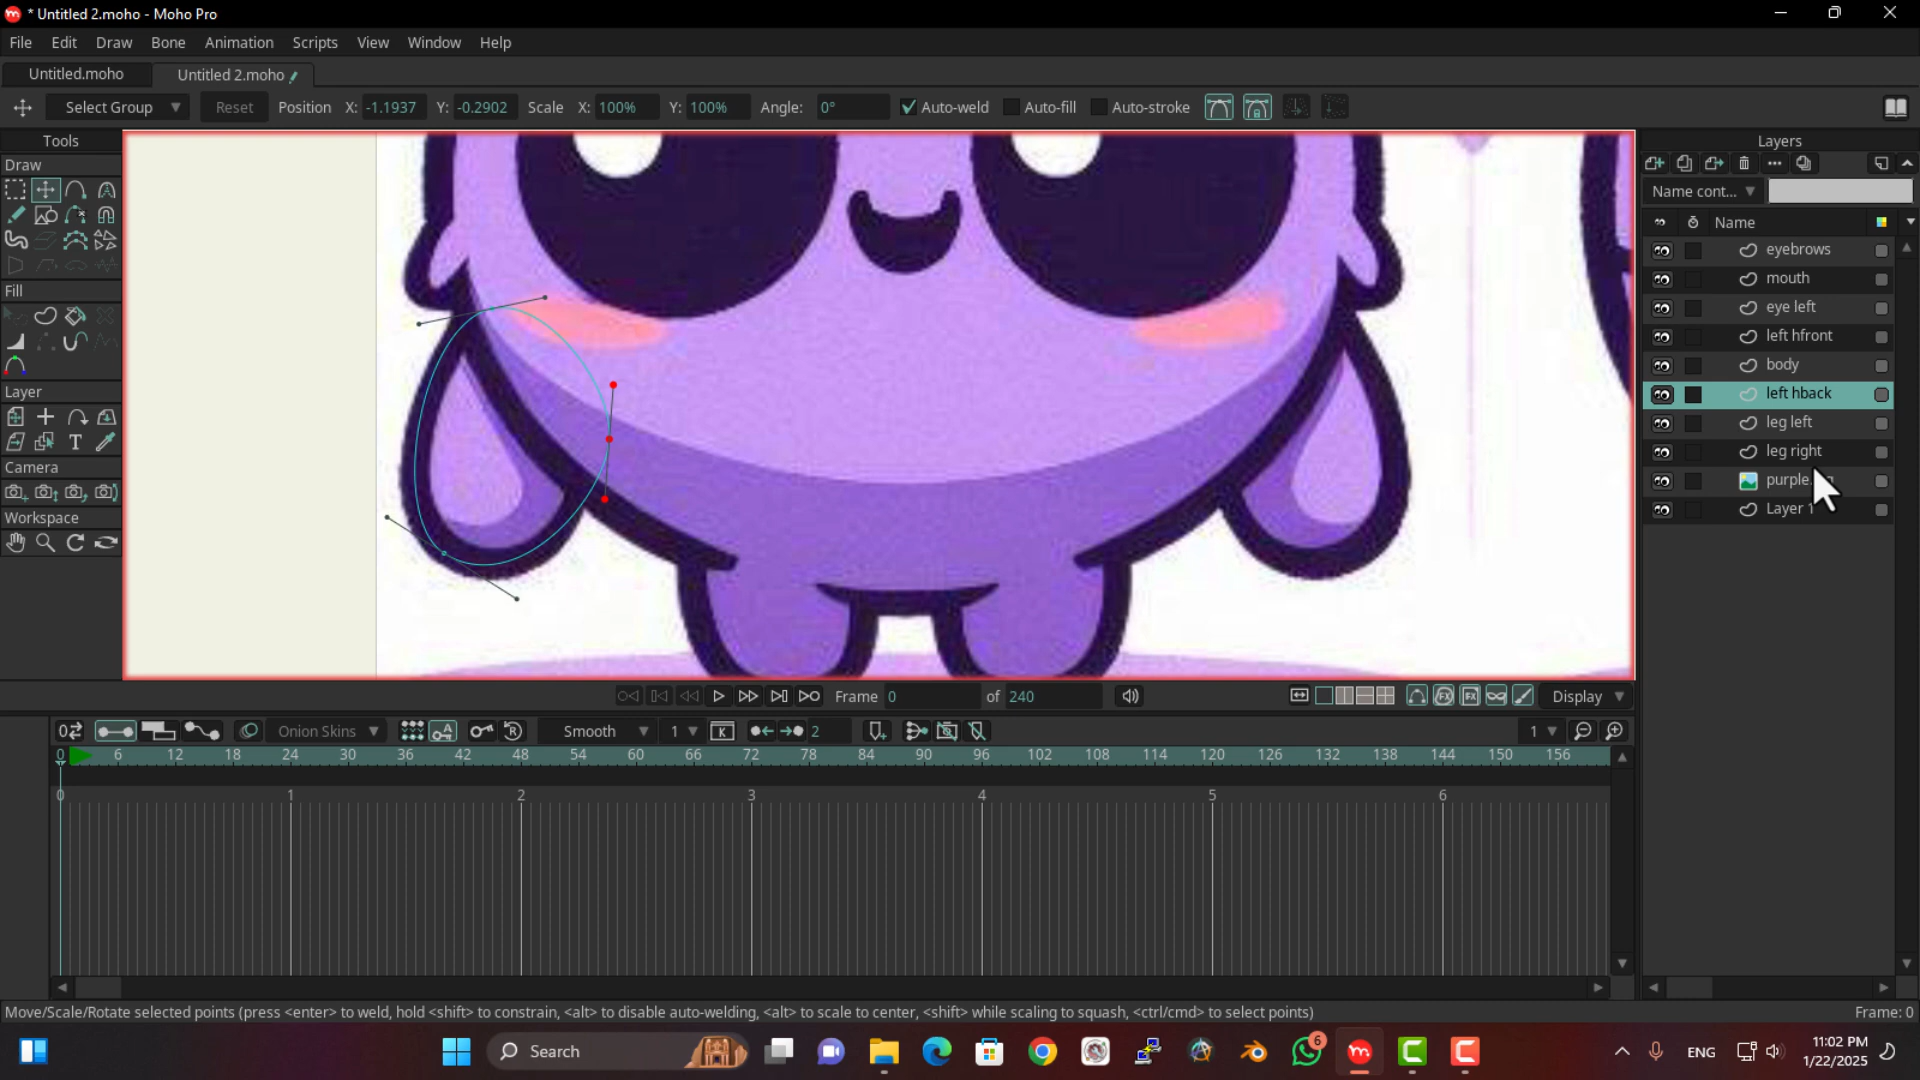 * Untitled 2.moho - Moho Pro
File Edit Draw Bone Animation Scripts View Window Help
Untitled.moho Untitled 2.moho
Select Group Reset Position X: -1.1937 Y: -0.2902 Scale X: 100% Y: 100% Angle: 0° Auto-weld Auto-fill Auto-stroke
Tools
Draw
Fill
Layer
Camera
Workspace
Layers
Name cont...
Name
eyebrows
mouth
eye left
left hfront
body
left hback
leg left
leg right
purple
Layer 1
Frame 0 of 240 Display
Onion Skins Smooth 1 2 1
0 6 12 18 24 30 36 42 48 54 60 66 72 78 84 90 96 102 108 114 120 126 132 138 144 150 156
0 1 2 3 4 5 6
Move/Scale/Rotate selected points (press <enter> to weld, hold <shift> to constrain, <alt> to disable auto-welding, <alt> to scale to center, <shift> while scaling to squash, <ctrl/cmd> to select points) Frame: 0
Search 6 ENG 11:02 PM
1/22/2025